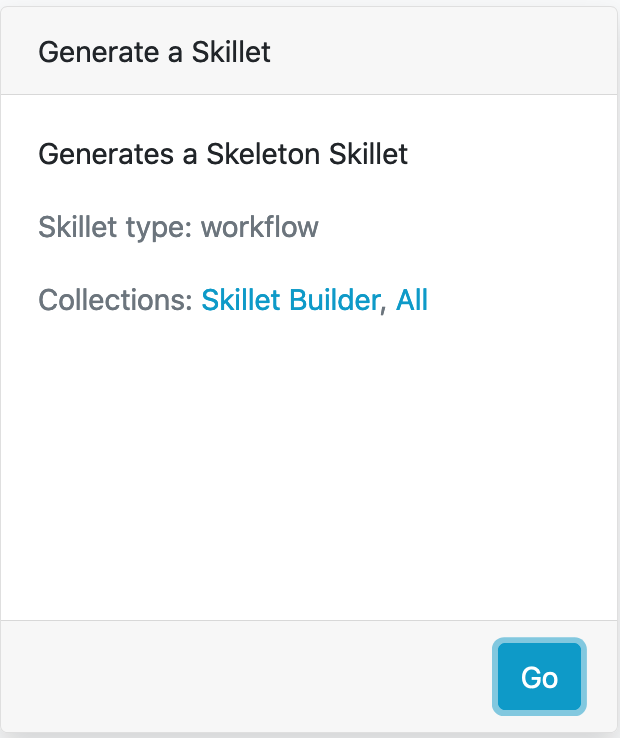 Generate a Skillet
Generates a Skeleton Skillet
Skillet type: workflow
Collections: Skillet Builder, All
Go